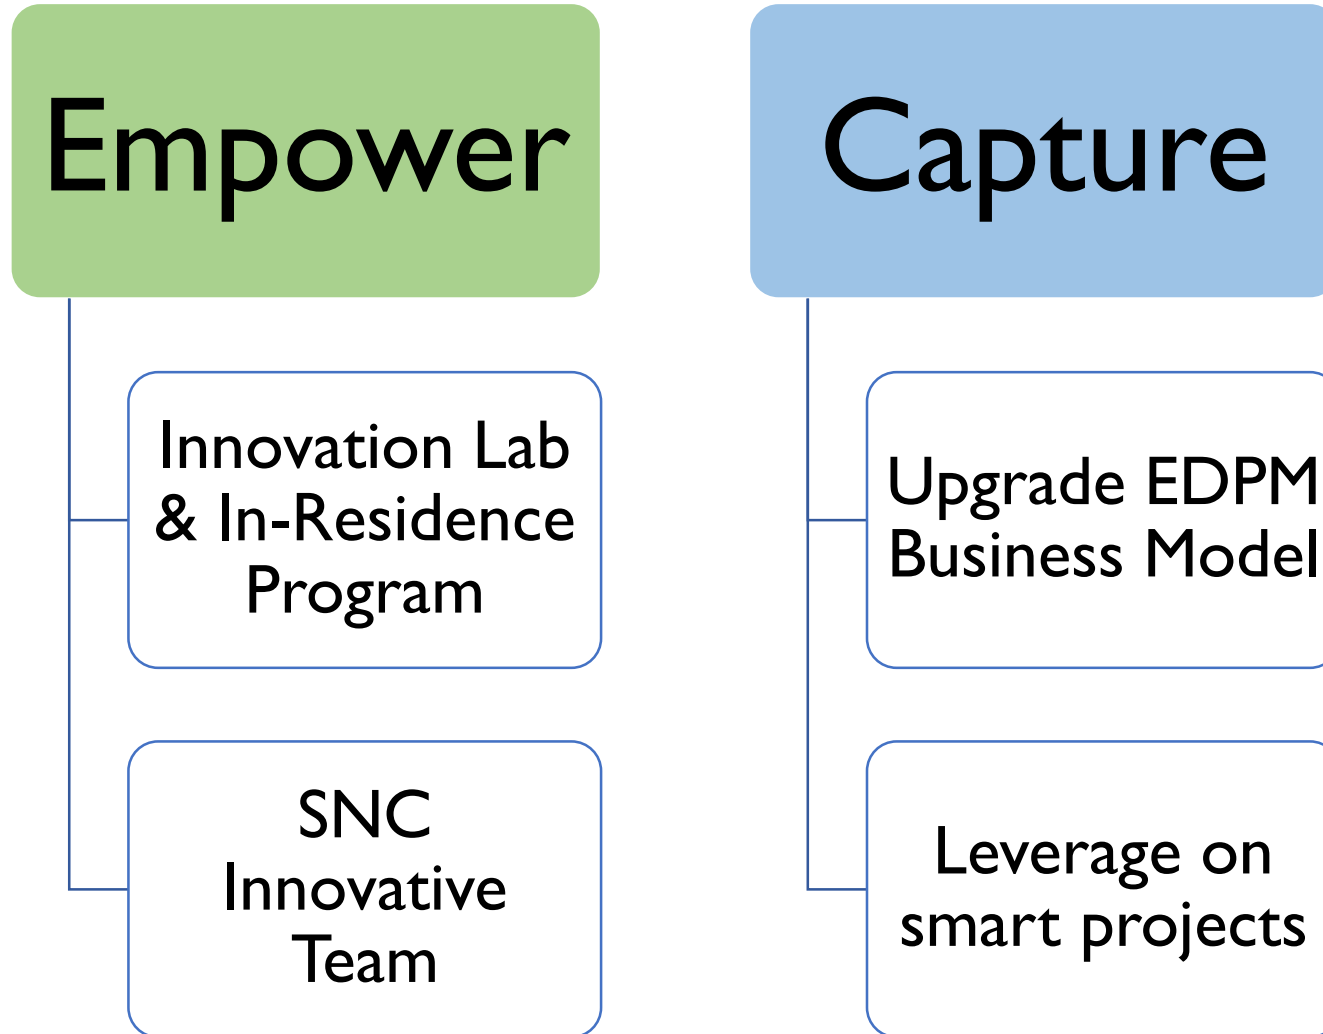 Empower
Innovation Lab
& In-Residence
Program
SNC
Innovative
Team
Capture
Upgrade EDPM
Business Model
Leverage on
smart projects